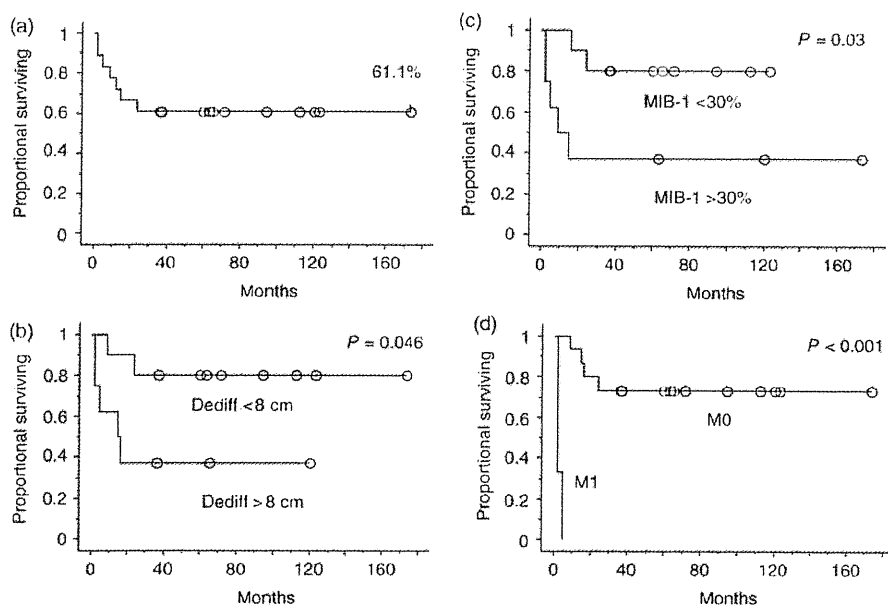 (a)
Proportional surviving
1
0.8
0.6
0.4
0.2
0
61.1%
0 40 80 120 160
Months
(b)
Proportional surviving
1
0.8
0.6
0.4
0.2
0
P = 0.046
Dediff <8 cm
Dediff >8 cm
0 40 80 120 160
Months
(c)
Proportional surviving
1
0.8
0.6
0.4
0.2
0
P = 0.03
MIB-1 <30%
MIB-1 >30%
0 40 80 120 160
Months
(d)
Proportional surviving
1
0.8
0.6
0.4
0.2
0
P < 0.001
M0
M1
0 40 80 120 160
Months